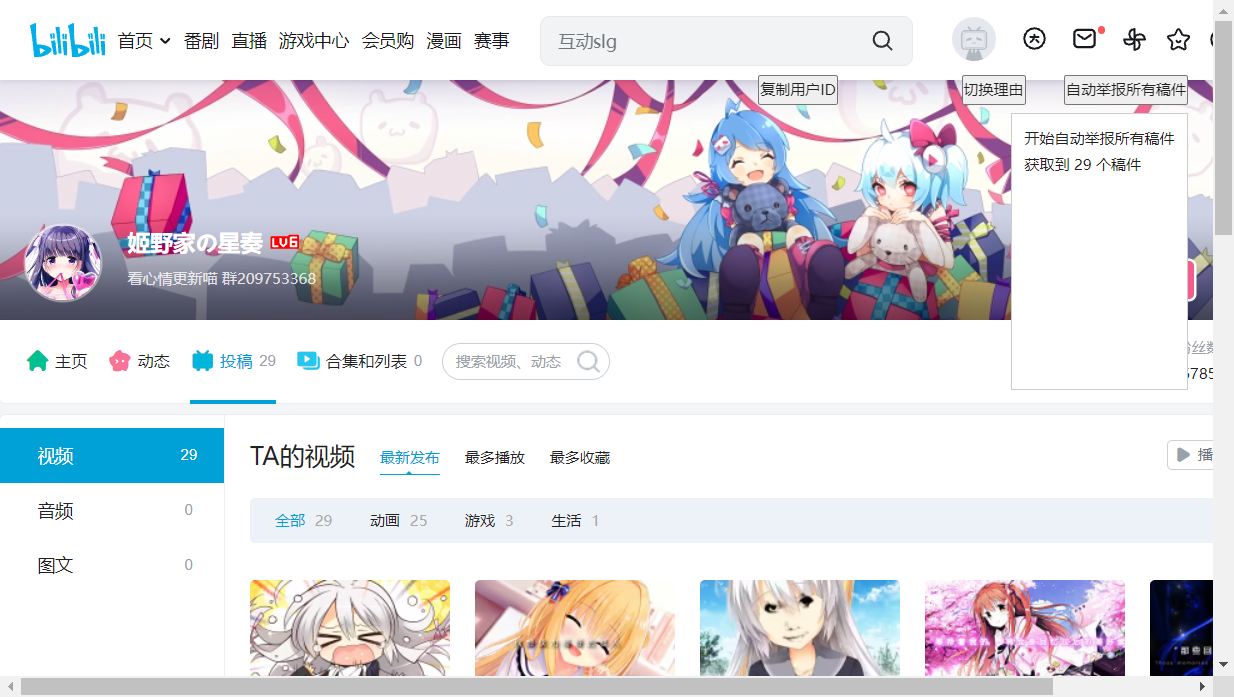 bilibili 首页 番剧 直播 游戏中心 会员购 漫画 赛事 互动slg
复制用户ID 切换理由 自动举报所有稿件
开始自动举报所有稿件
获取到 29 个稿件
姬野家の星奏 LV6
看心情更新喵 群209753368
主页 动态 投稿 29 合集和列表 0 搜索视频、动态
视频 29
音频 0
图文 0
TA的视频 最新发布 最多播放 最多收藏 播
全部 29 动画 25 游戏 3 生活 1